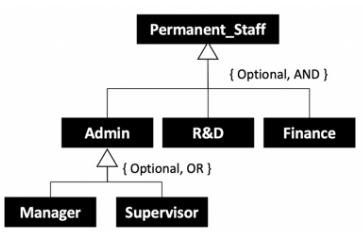 Permanent_Staff
{ Optional, AND }
Admin
R&D
Finance
{ Optional, OR }
Manager
Supervisor